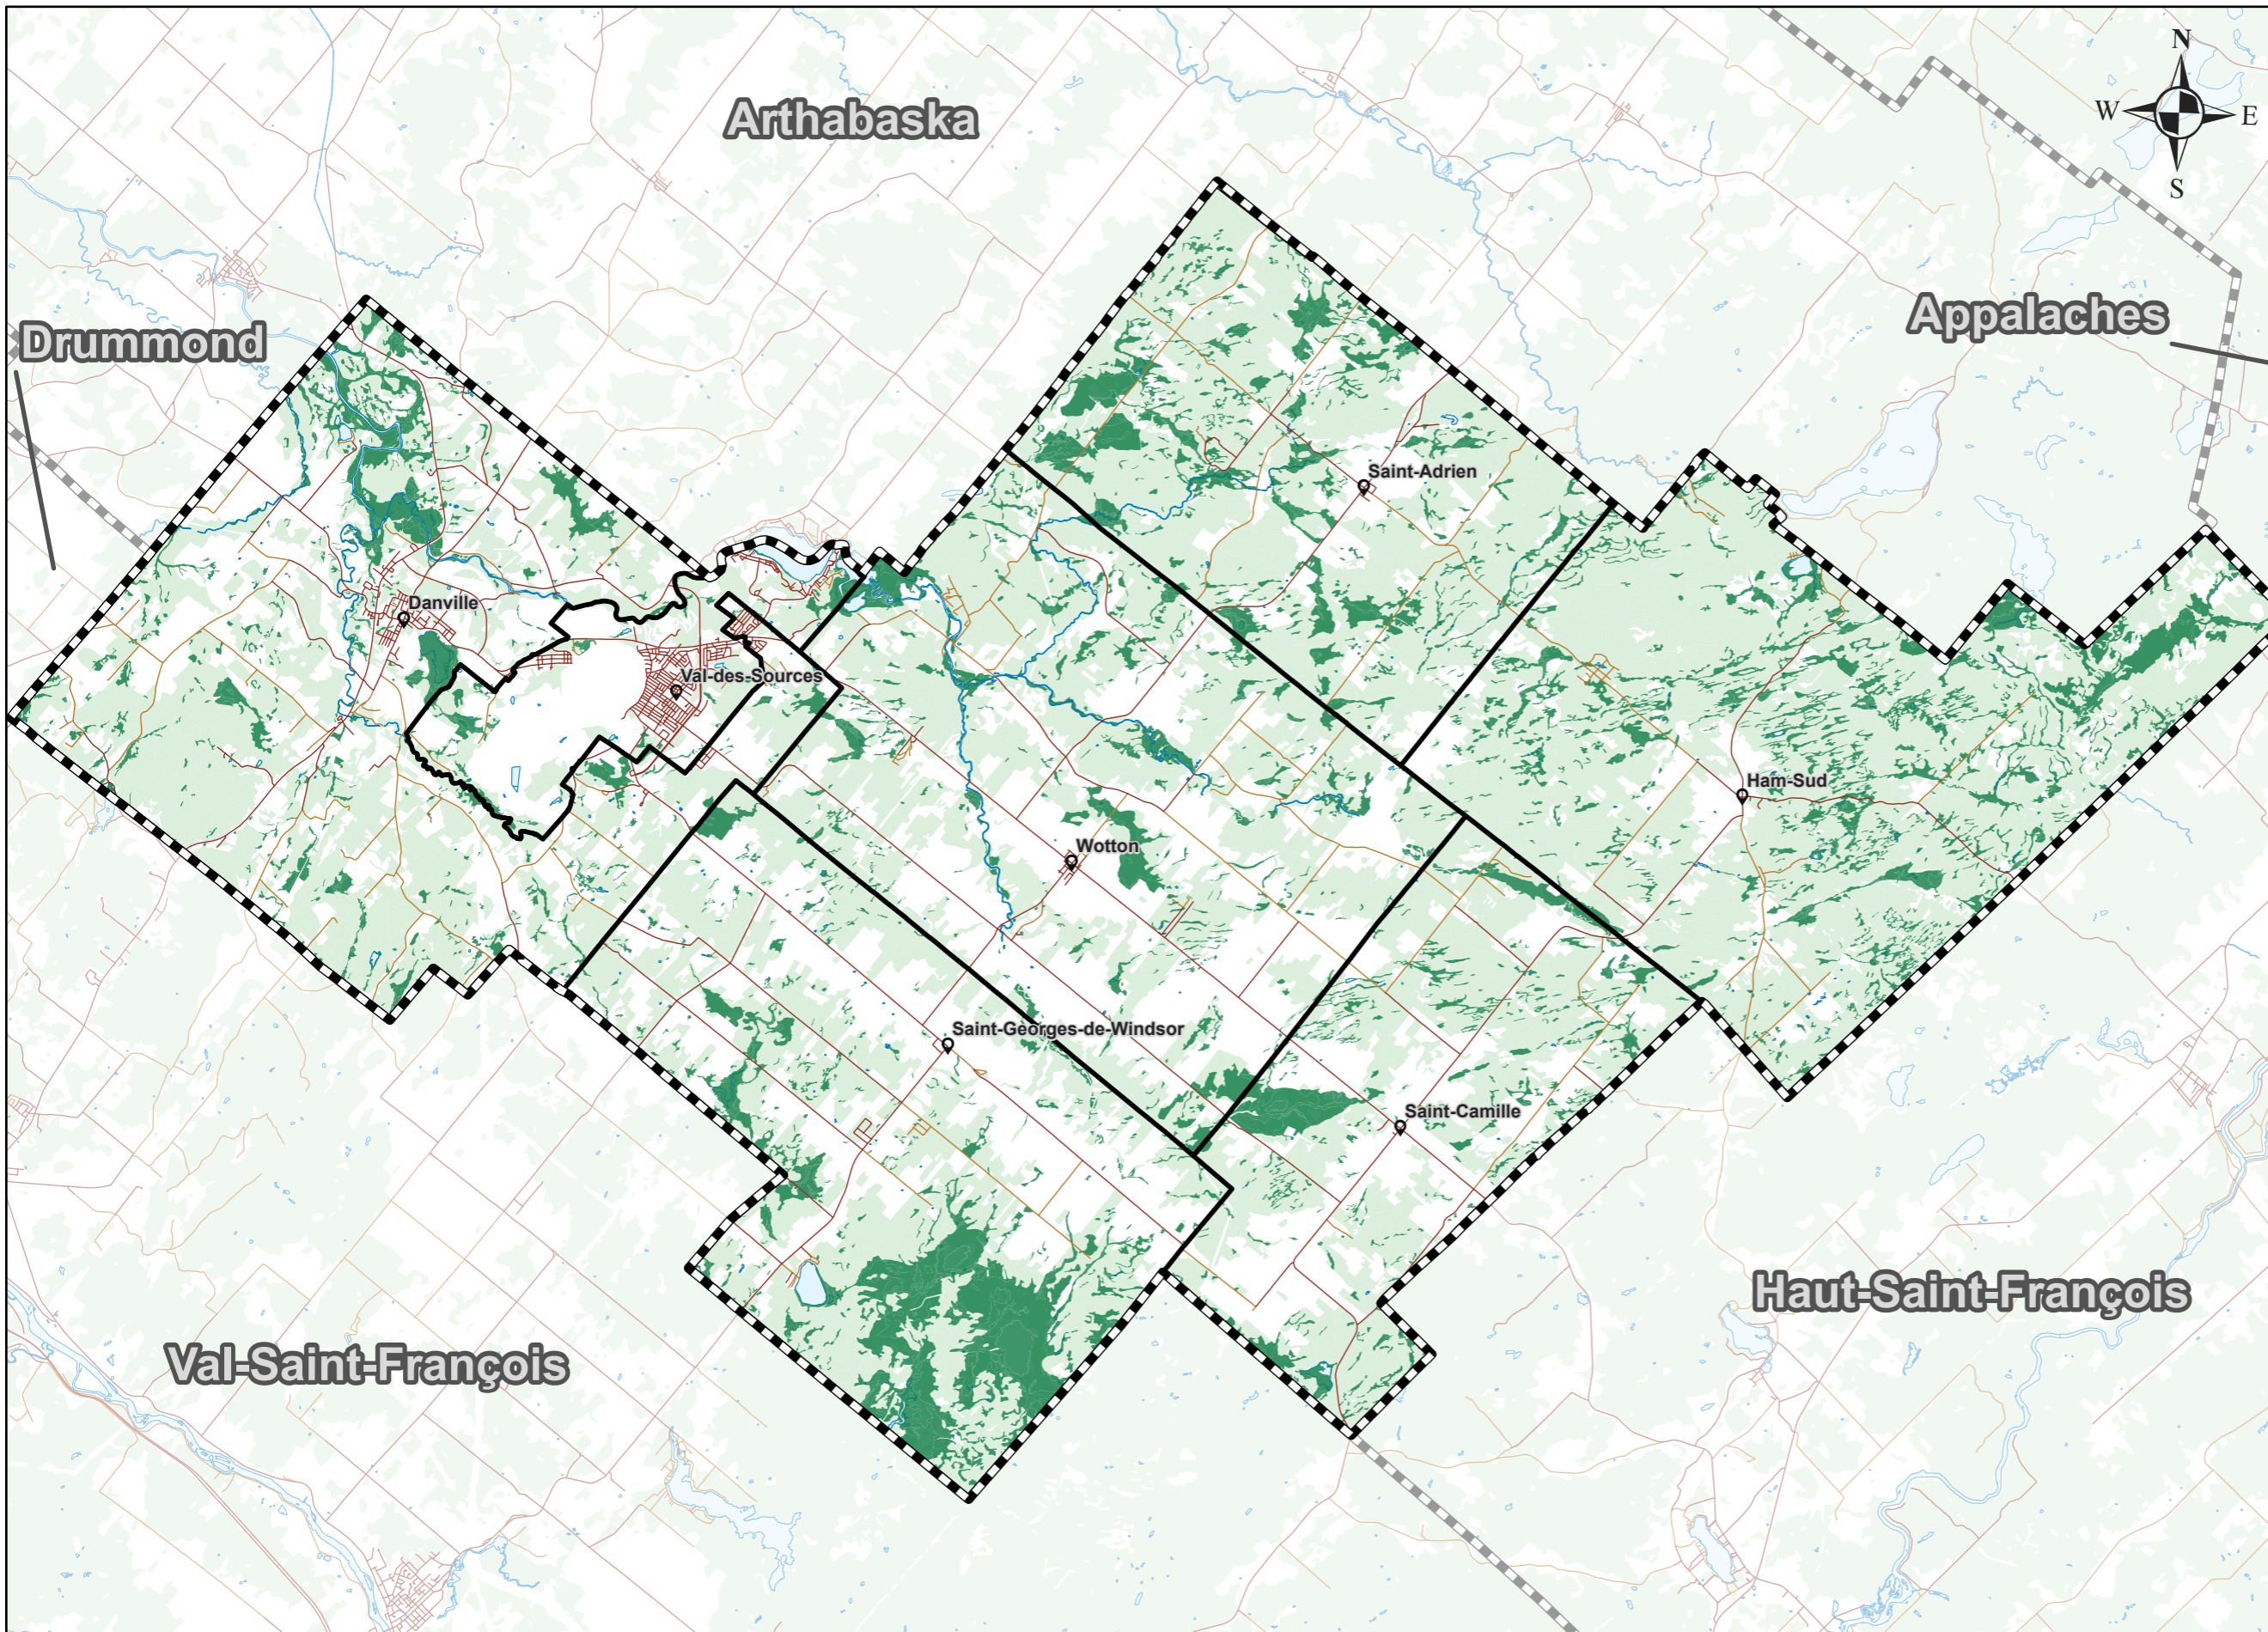 N
Arthabaska
W
E
S
Appalaches
Drummond
Saint-Adrien
Danville
Val-des-Sources
Ham-Sud
Wotton
Saint-Georges-de-Windsor
Saint-Camille
Haut-Saint-François
Val-Saint-François